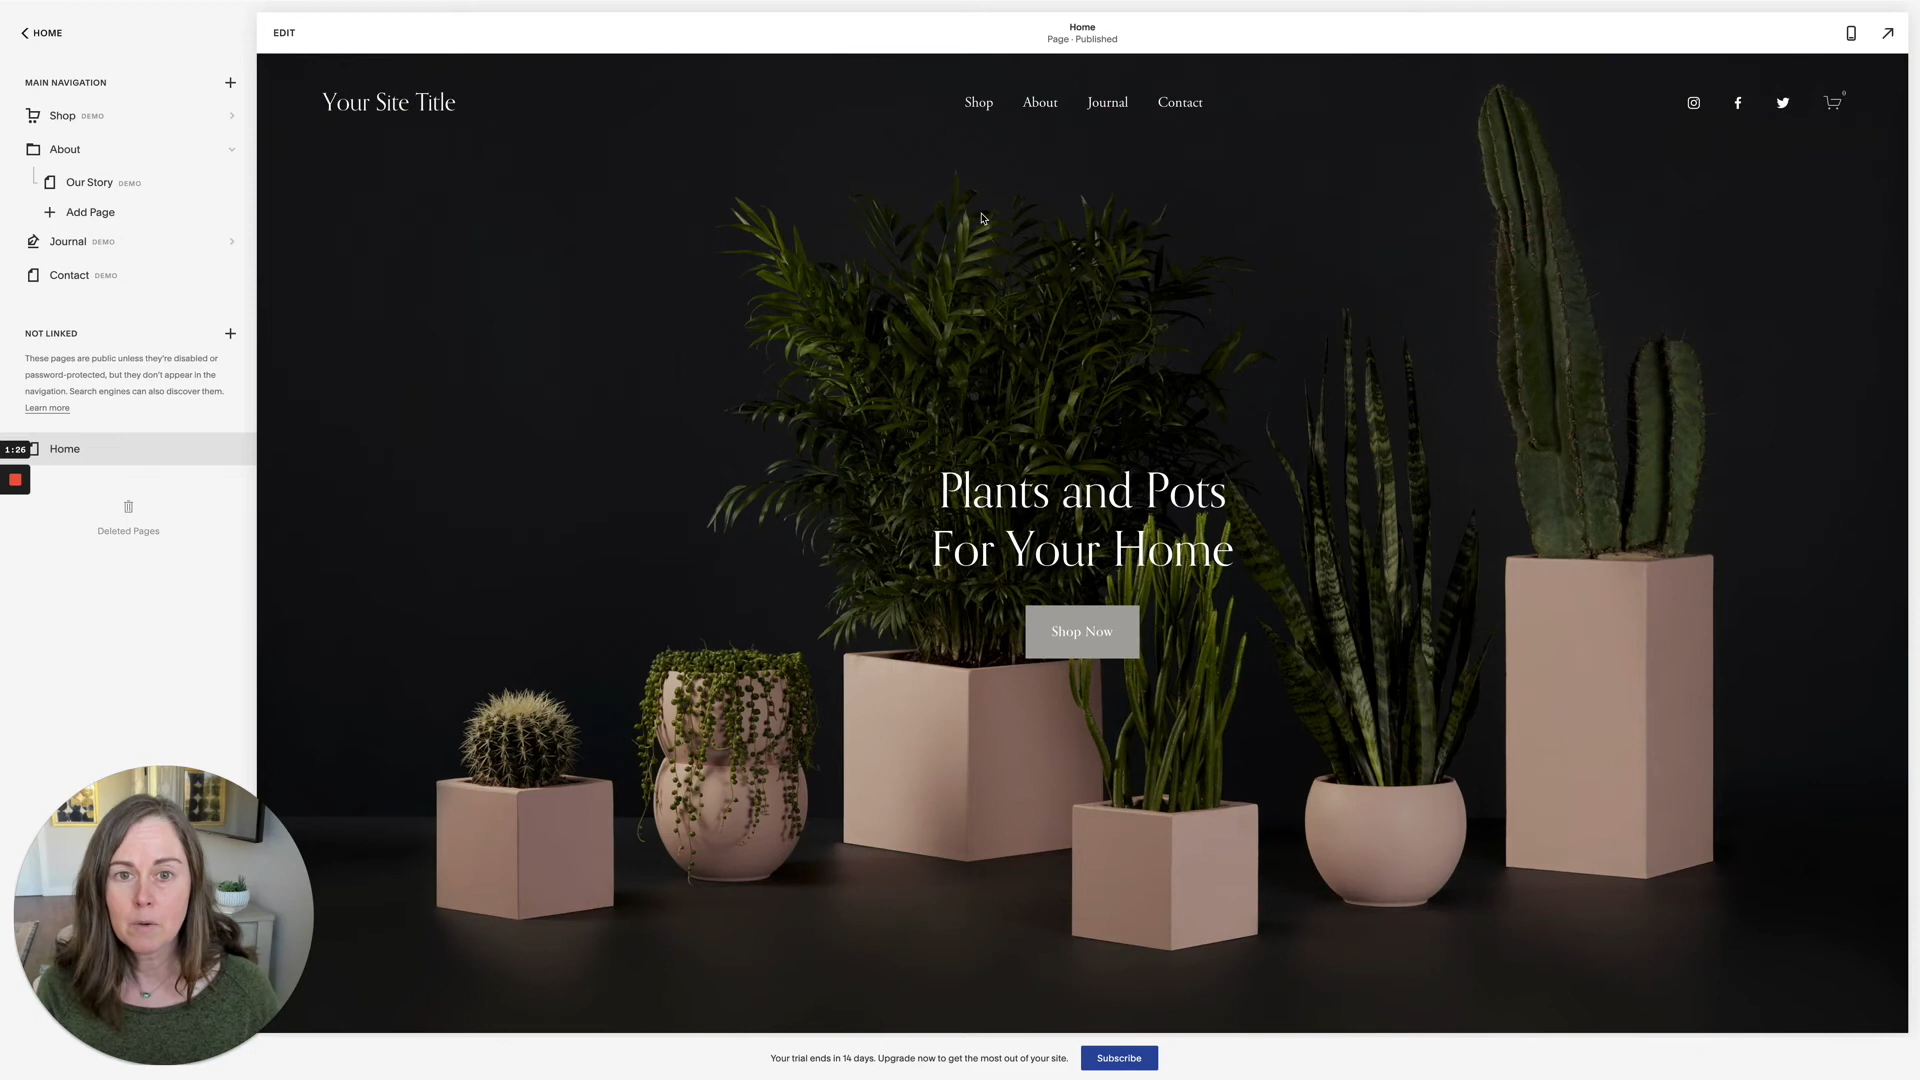 HOME
MAIN NAVIGATION
Shop DEMO
About
Our Story DEMO
Add Page
Journal DEMO
Contact DEMO
NOT LINKED
These pages are public unless they're disabled or
password-protected, but they don't appear in the
navigation. Search engines can also discover them.
Learn more
1:26
Home
Deleted Pages
EDIT
Home
Page · Published
Your Site Title
Shop
About
Journal
Contact
0
Plants and Pots
For Your Home
Shop Now
Your trial ends in 14 days. Upgrade now to get the most out of your site.
Subscribe